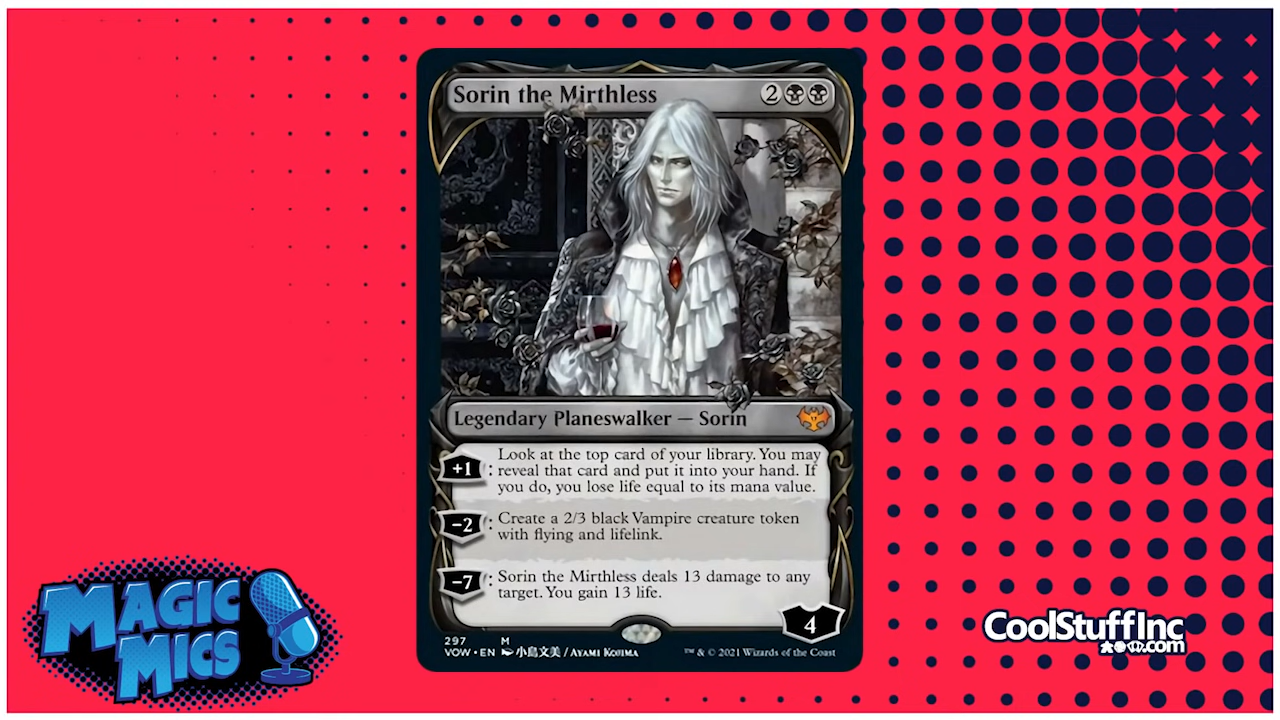 Sorin the Mirthless
2
Legendary Planeswalker — Sorin
+1: Look at the top card of your library. You may
reveal that card and put it into your hand. If
you do, you lose life equal to its mana value.
−2: Create a 2/3 black Vampire creature token
with flying and lifelink.
−7: Sorin the Mirthless deals 13 damage to any
target. You gain 13 life.
4
297 M
VOW • EN 小島文美 / Ayami Kojima
™ & © 2021 Wizards of the Coast
MAGIC
MICS
CoolStuffInc
.com